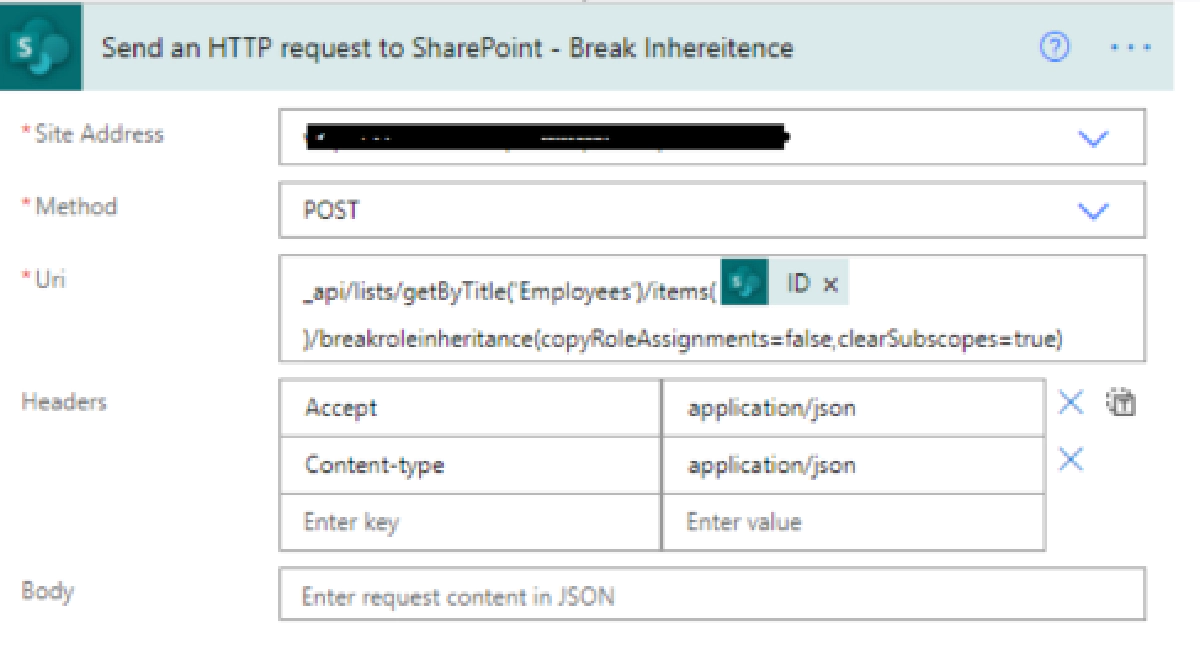 Send an HTTP request to SharePoint - Break Inhereitence
* Site Address
* Method
POST
* Uri
_api/lists/getByTitle('Employees')/items( ID ×
)/breakroleinheritance(copyRoleAssignments=false,clearSubscopes=true)
Headers
Accept application/json
Content-type application/json
Enter key Enter value
Body
Enter request content in JSON